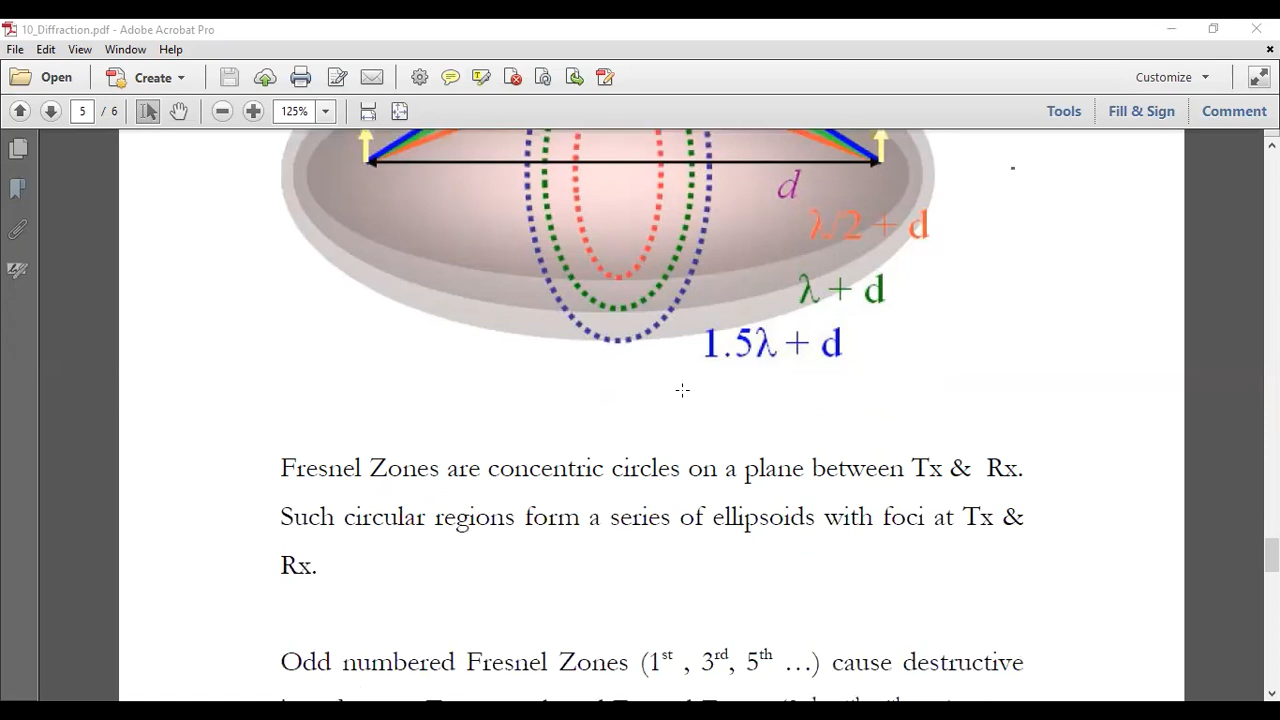 10_Diffraction.pdf - Adobe Acrobat Pro
File Edit View Window Help
Open Create Customize
5 / 6 125% Tools Fill & Sign Comment
d
λ/2 + d
λ + d
1.5λ + d
Fresnel Zones are concentric circles on a plane between Tx & Rx.
Such circular regions form a series of ellipsoids with foci at Tx &
Rx.
Odd numbered Fresnel Zones (1st , 3rd, 5th …) cause destructive